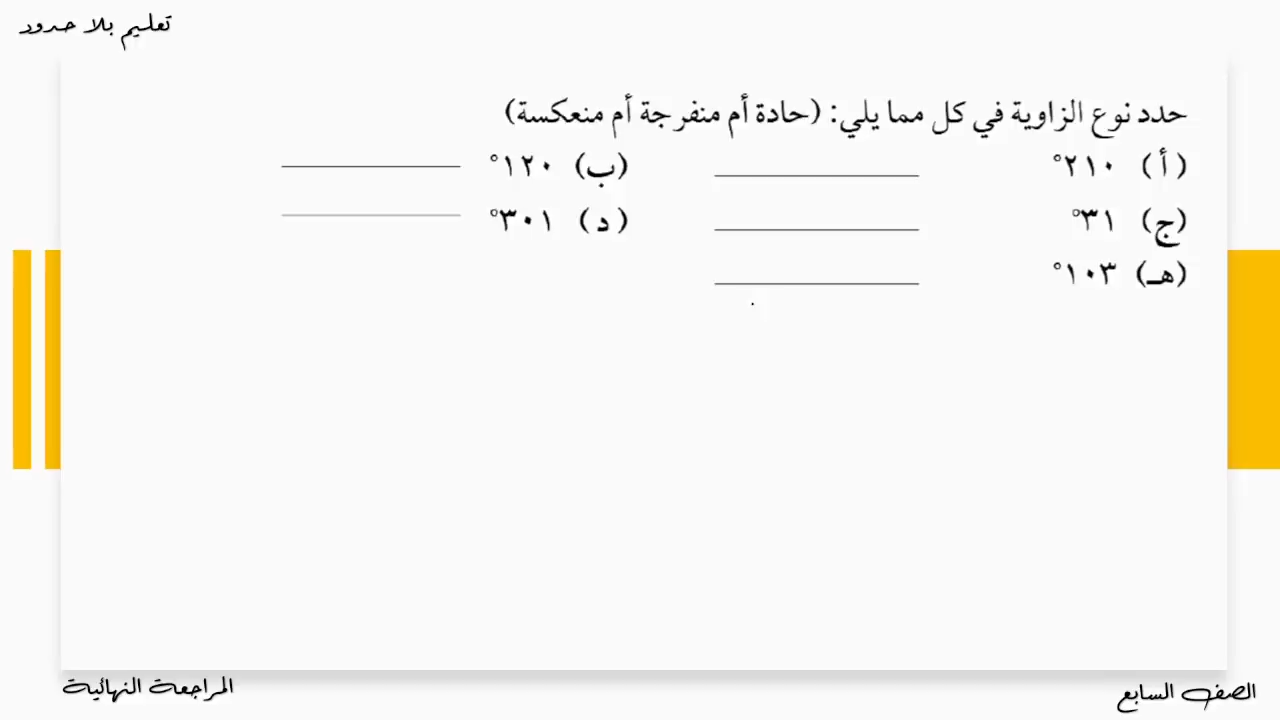 تعليم بلا حدود
حدد نوع الزاوية في كل مما يلي: (حادة أم منفرجة أم منعكسة)
(أ) ٢١٠° (ب) ١٢٠°
(ج) ٣١° (د) ٣٠١°
(هـ) ١٠٣°
الصف السابع
المراجعة النهائية